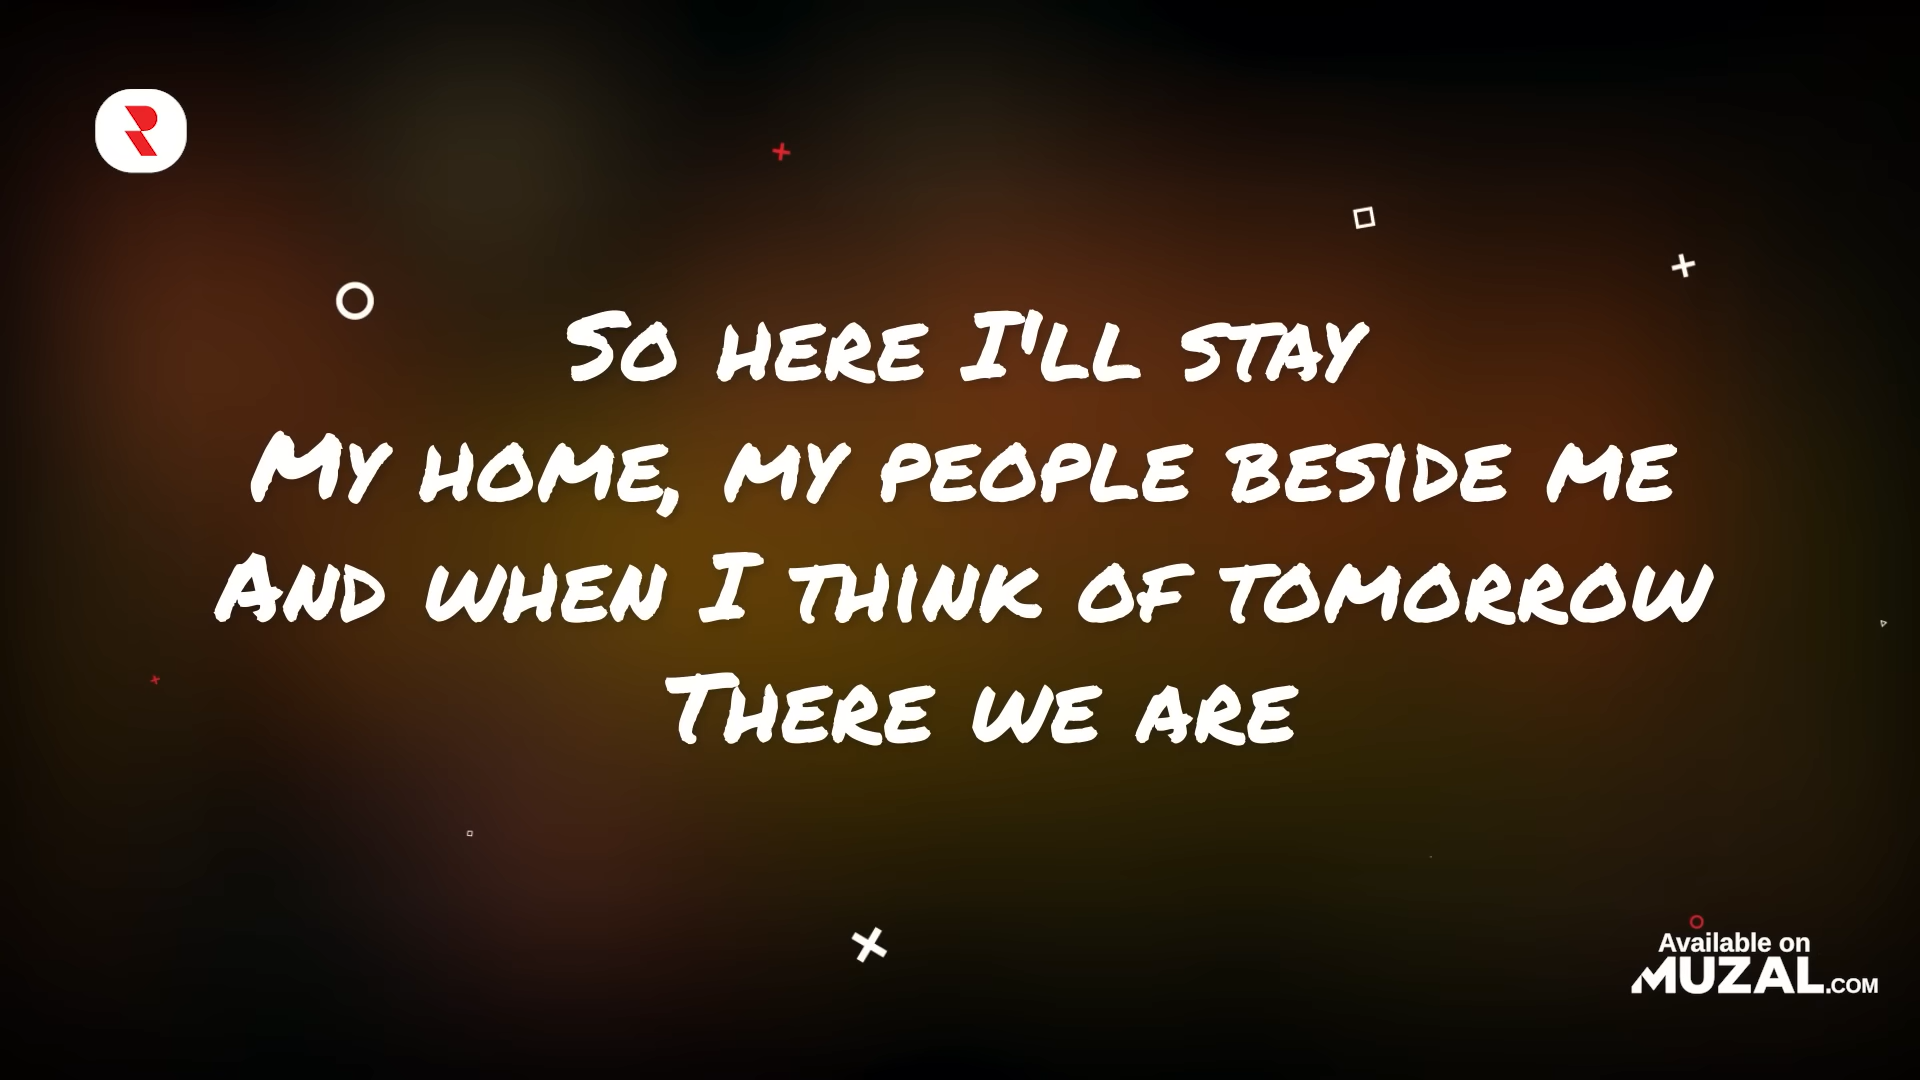 R
So here I'll stay
My home, my people beside me
And when I think of tomorrow
There we are
Available on
MUZAL.COM